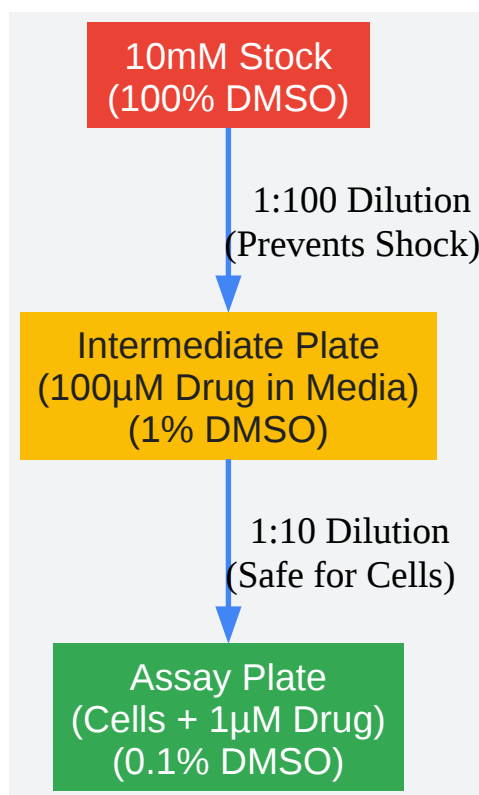 10mM Stock
(100% DMSO)
1:100 Dilution
(Prevents Shock)
Intermediate Plate
(100µM Drug in Media)
(1% DMSO)
1:10 Dilution
(Safe for Cells)
Assay Plate
(Cells + 1µM Drug)
(0.1% DMSO)